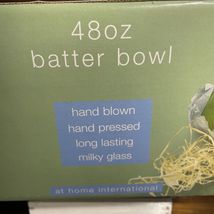 48oz
batter bowl
hand blown
hand pressed
long lasting
milky glass
at home international